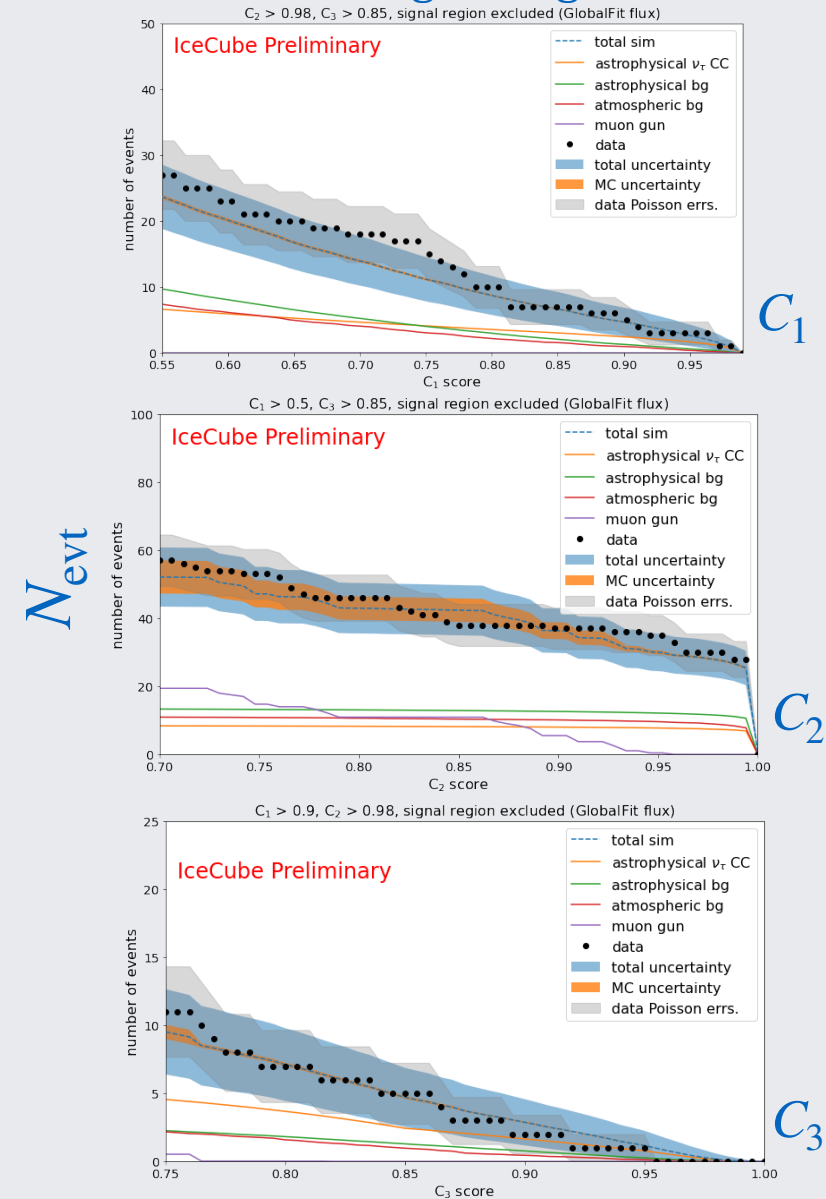 C₂ > 0.98, C₃ > 0.85, signal region excluded (GlobalFit flux)
IceCube Preliminary
total sim
astrophysical ντ CC
astrophysical bg
atmospheric bg
muon gun
data
total uncertainty
MC uncertainty
data Poisson errs.
number of events
50
40
30
20
10
0
0.55 0.60 0.65 0.70 0.75 0.80 0.85 0.90 0.95
C₁ score
C₁
C₁ > 0.5, C₃ > 0.85, signal region excluded (GlobalFit flux)
IceCube Preliminary
total sim
astrophysical ντ CC
astrophysical bg
atmospheric bg
muon gun
data
total uncertainty
MC uncertainty
data Poisson errs.
Nevt
number of events
100
80
60
40
20
0
0.70 0.75 0.80 0.85 0.90 0.95 1.00
C₂ score
C₂
C₁ > 0.9, C₂ > 0.98, signal region excluded (GlobalFit flux)
IceCube Preliminary
total sim
astrophysical ντ CC
astrophysical bg
atmospheric bg
muon gun
data
total uncertainty
MC uncertainty
data Poisson errs.
number of events
25
20
15
10
5
0
0.75 0.80 0.85 0.90 0.95 1.00
C₃ score
C₃